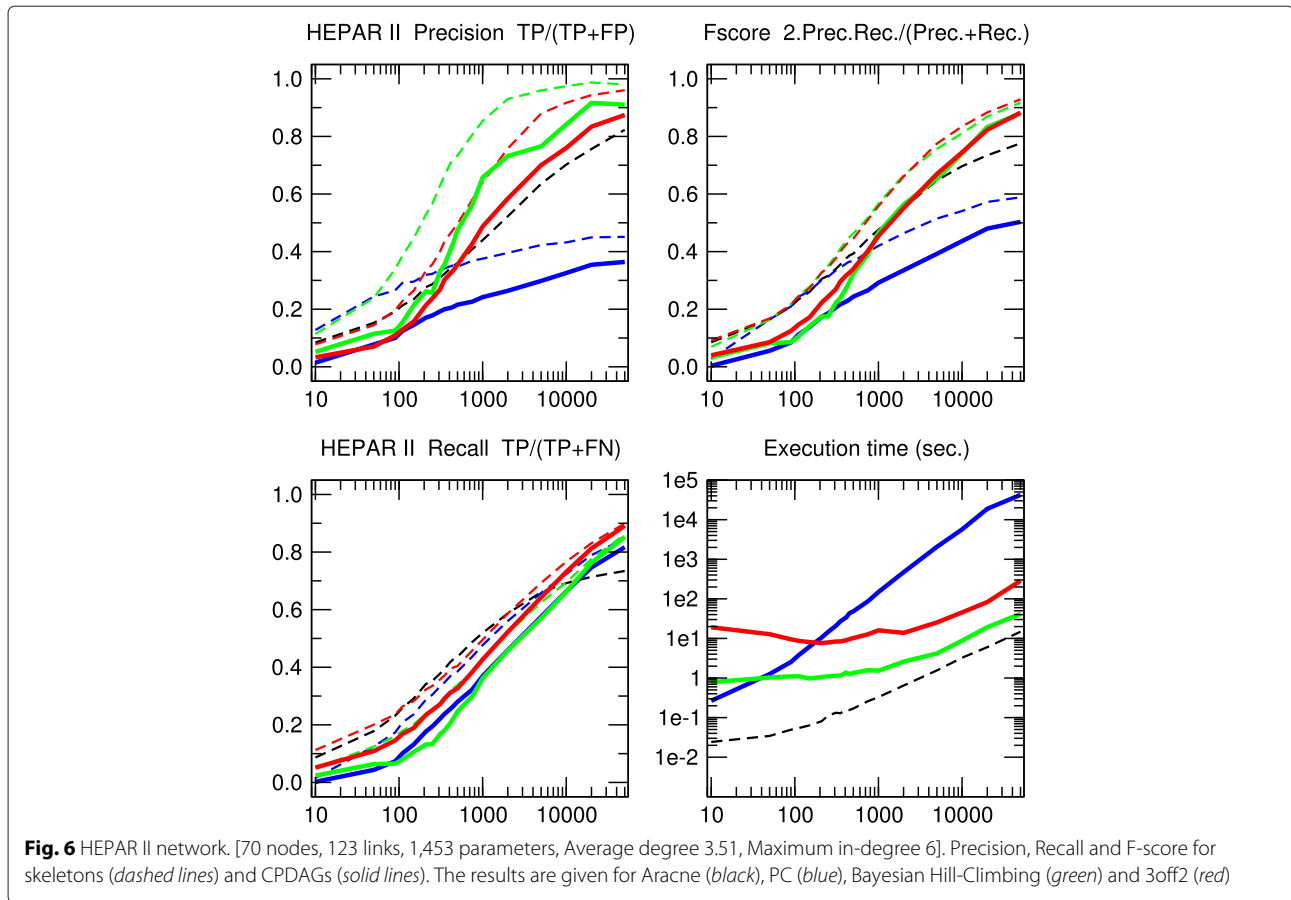 HEPAR II Precision TP/(TP+FP)
Fscore 2.Prec.Rec./(Prec.+Rec.)
1.0
0.8
0.6
0.4
0.2
0.0
10 100 1000 10000
1.0
0.8
0.6
0.4
0.2
0.0
10 100 1000 10000
HEPAR II Recall TP/(TP+FN)
Execution time (sec.)
1.0
0.8
0.6
0.4
0.2
0.0
10 100 1000 10000
1e5
1e4
1e3
1e2
1e1
1
1e-1
1e-2
10 100 1000 10000
Fig. 6 HEPAR II network. [70 nodes, 123 links, 1,453 parameters, Average degree 3.51, Maximum in-degree 6]. Precision, Recall and F-score for
skeletons (dashed lines) and CPDAGs (solid lines). The results are given for Aracne (black), PC (blue), Bayesian Hill-Climbing (green) and 3off2 (red)